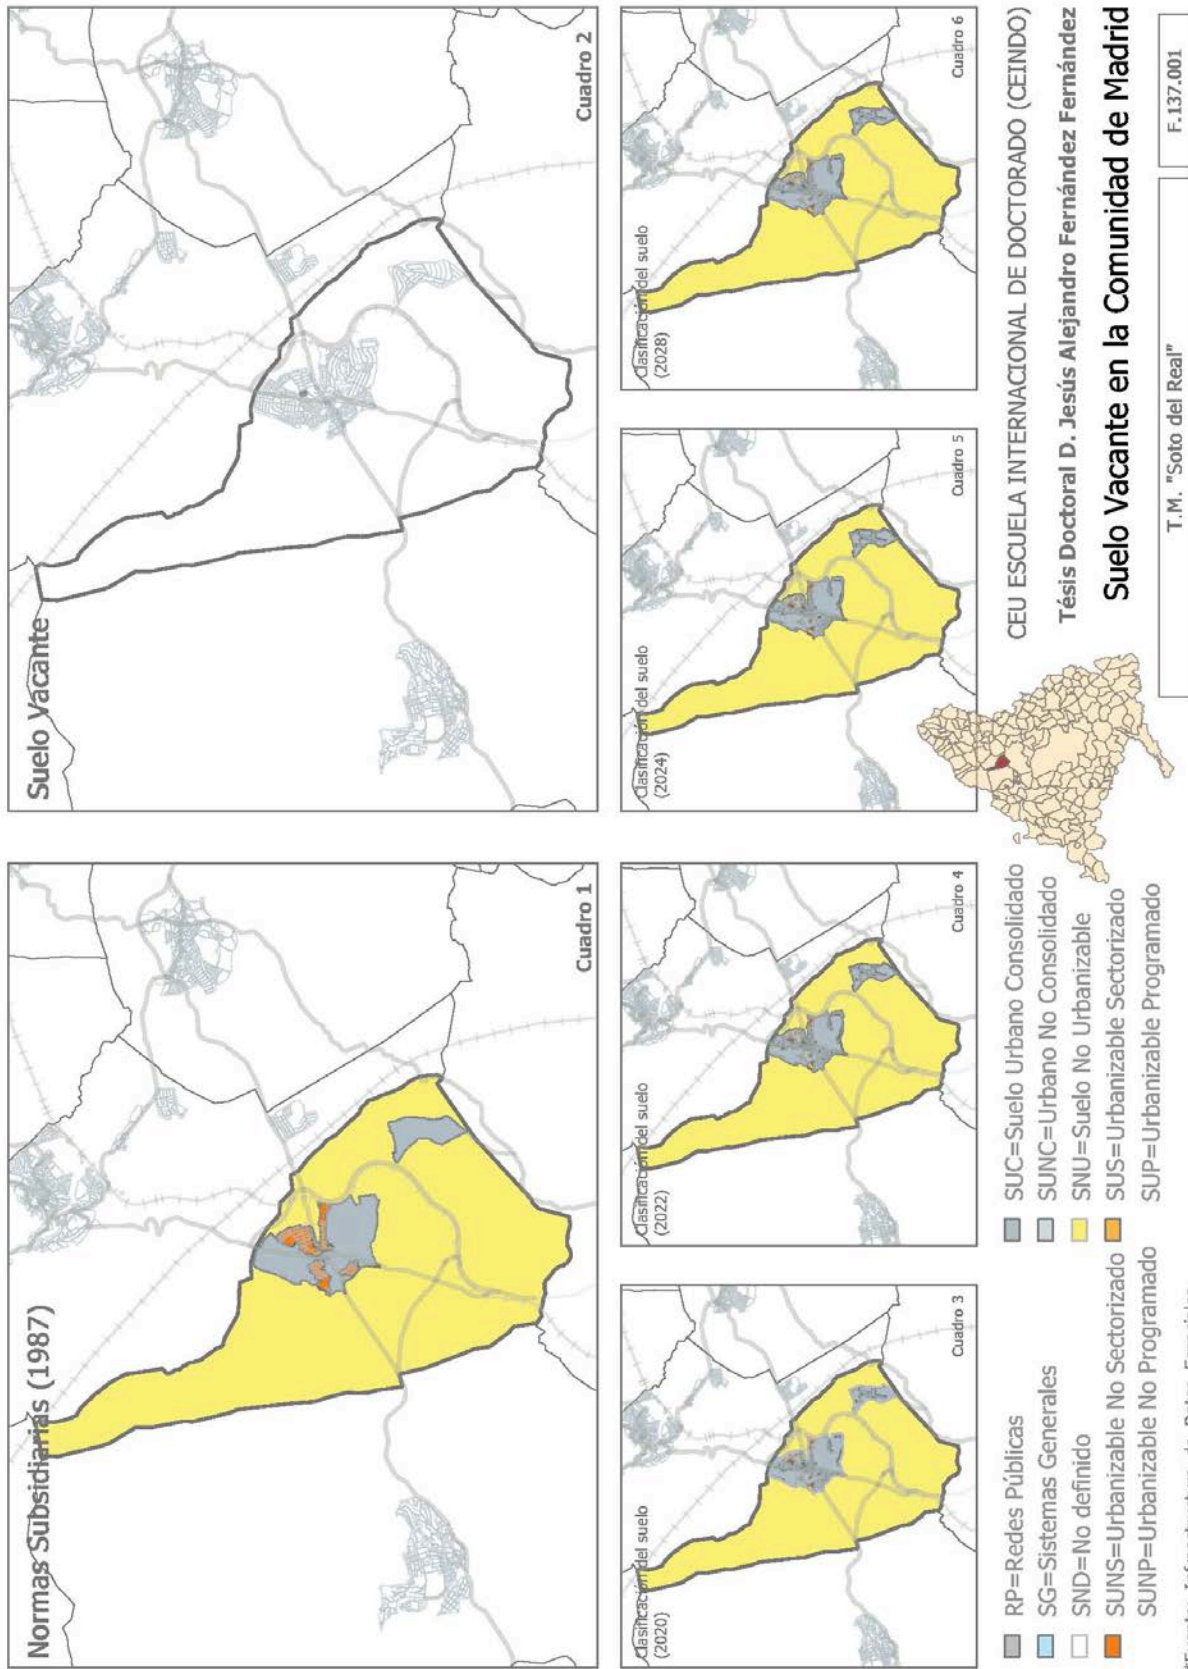 Normas Subsidiarias (1987)
Cuadro 1
Suelo Vacante
Cuadro 2
Clasificación del suelo
(2020)
Cuadro 3
Clasificación del suelo
(2022)
Cuadro 4
Clasificación del suelo
(2024)
Cuadro 5
Clasificación del suelo
(2028)
Cuadro 6
RP=Redes Públicas
SG=Sistemas Generales
SND=No definido
SUNS=Urbanizable No Sectorizado
SUNP=Urbanizable No Programado
SUC=Suelo Urbano Consolidado
SUNC=Urbano No Consolidado
SNU=Suelo No Urbanizable
SUS=Urbanizable Sectorizado
SUP=Urbanizable Programado
CEU ESCUELA INTERNACIONAL DE DOCTORADO (CEINDO)
Tésis Doctoral D. Jesús Alejandro Fernández Fernández
Suelo Vacante en la Comunidad de Madrid
T.M. "Soto del Real"
F.137.001